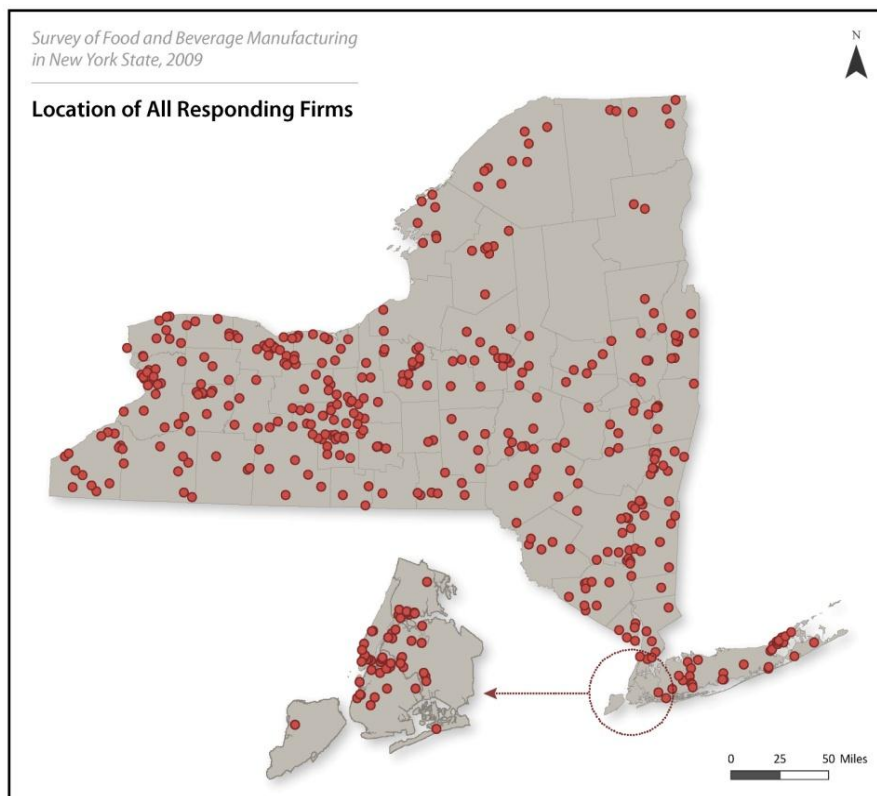 Survey of Food and Beverage Manufacturing
in New York State, 2009
N
Location of All Responding Firms
0 25 50 Miles